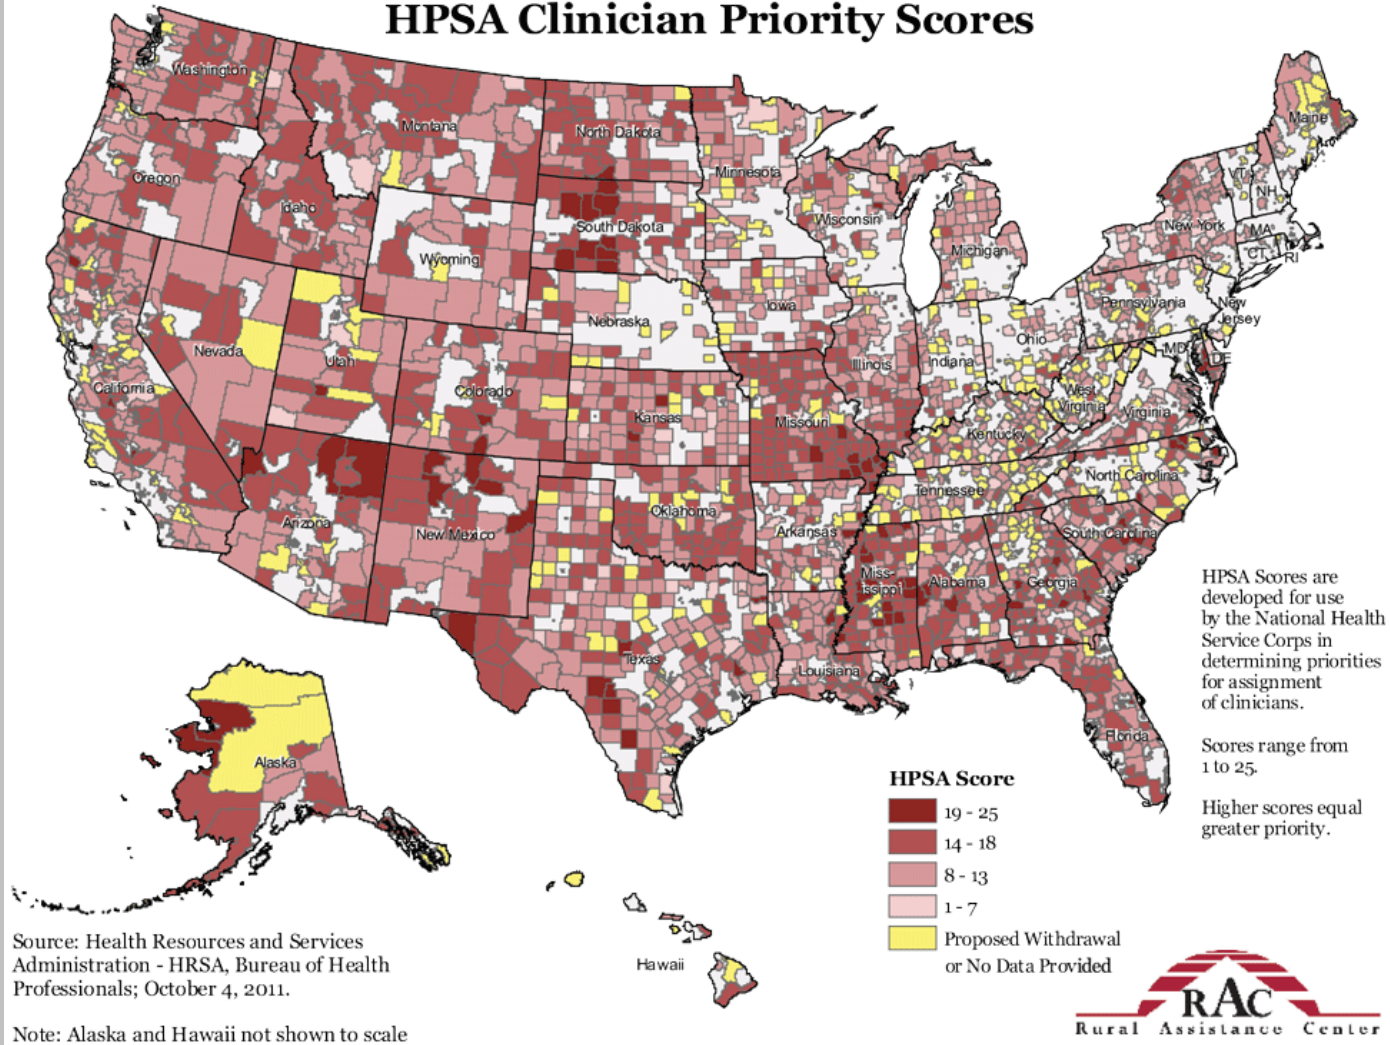 HPSA Clinician Priority Scores
Washington
Montana
North Dakota
Minnesota
Maine
Oregon
Idaho
South Dakota
Wisconsin
VT
NH
New York
MA
CT
RI
Michigan
Wyoming
Iowa
Pennsylvania
New
Jersey
Nebraska
Nevada
Utah
Illinois
Indiana
Ohio
MD
DE
California
Colorado
Kansas
Missouri
West
Virginia
Virginia
Kentucky
North Carolina
Tennessee
Arizona
New Mexico
Oklahoma
Arkansas
South Carolina
Miss-
issippi
Alabama
Georgia
Texas
Louisiana
Florida
Alaska
Hawaii
HPSA Scores are
developed for use
by the National Health
Service Corps in
determining priorities
for assignment
of clinicians.
Scores range from
1 to 25.
Higher scores equal
greater priority.
HPSA Score
19 - 25
14 - 18
8 - 13
1 - 7
Proposed Withdrawal
or No Data Provided
Source: Health Resources and Services
Administration - HRSA, Bureau of Health
Professionals; October 4, 2011.
Note: Alaska and Hawaii not shown to scale
RAC
Rural Assistance Center